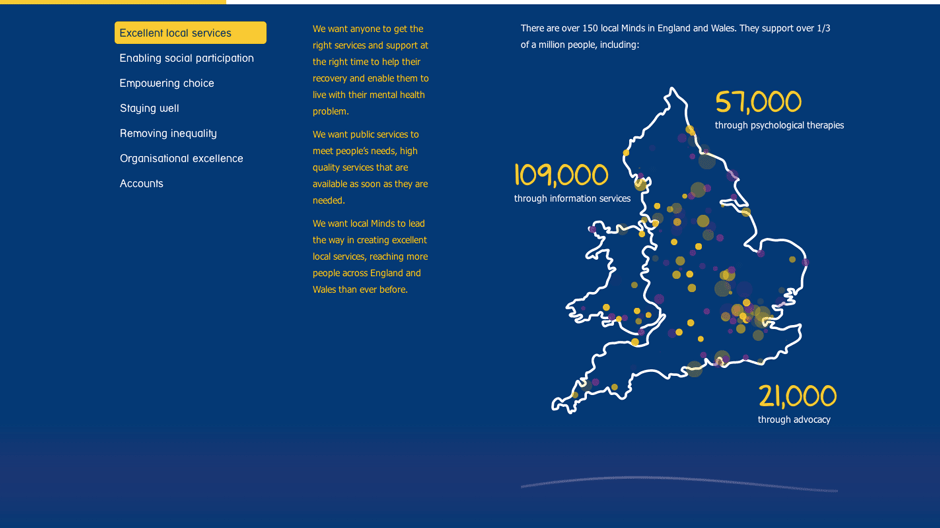 Excellent local services
Enabling social participation
Empowering choice
Staying well
Removing inequality
Organisational excellence
Accounts
We want anyone to get the
right services and support at
the right time to help their
recovery and enable them to
live with their mental health
problem.
We want public services to
meet people's needs, high
quality services that are
available as soon as they are
needed.
We want local Minds to lead
the way in creating excellent
local services, reaching more
people across England and
Wales than ever before.
There are over 150 local Minds in England and Wales. They support over 1/3
of a million people, including:
57,000
through psychological therapies
109,000
through information services
21,000
through advocacy